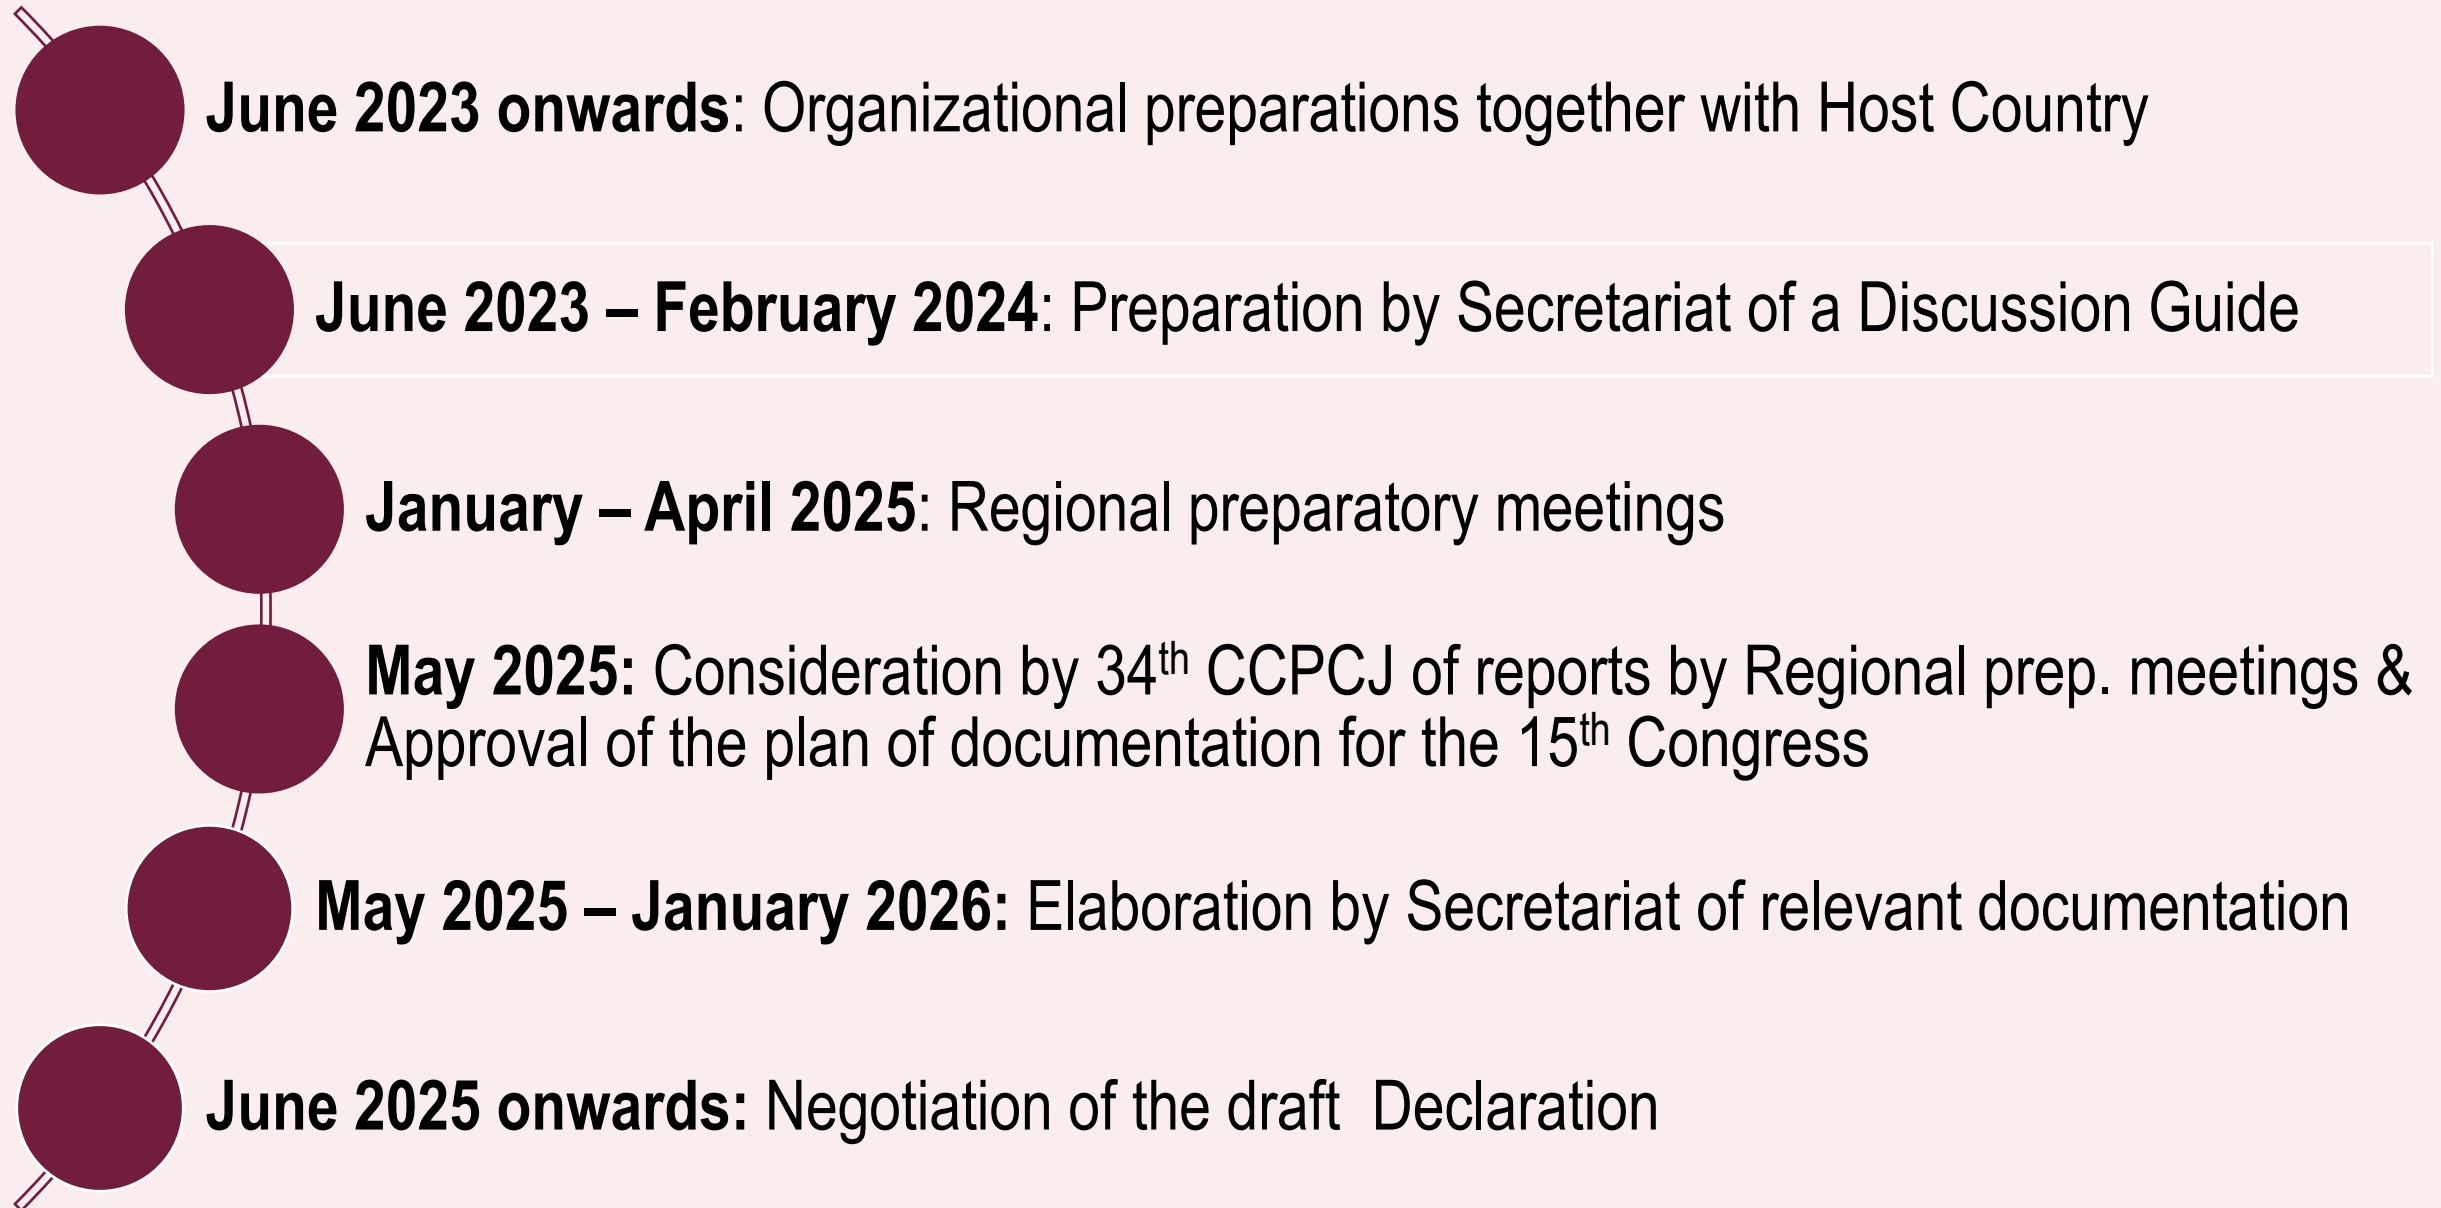 June 2023 onwards: Organizational preparations together with Host Country
June 2023 – February 2024: Preparation by Secretariat of a Discussion Guide
January – April 2025: Regional preparatory meetings
May 2025: Consideration by 34th CCPCJ of reports by Regional prep. meetings &
Approval of the plan of documentation for the 15th Congress
May 2025 – January 2026: Elaboration by Secretariat of relevant documentation
June 2025 onwards: Negotiation of the draft  Declaration